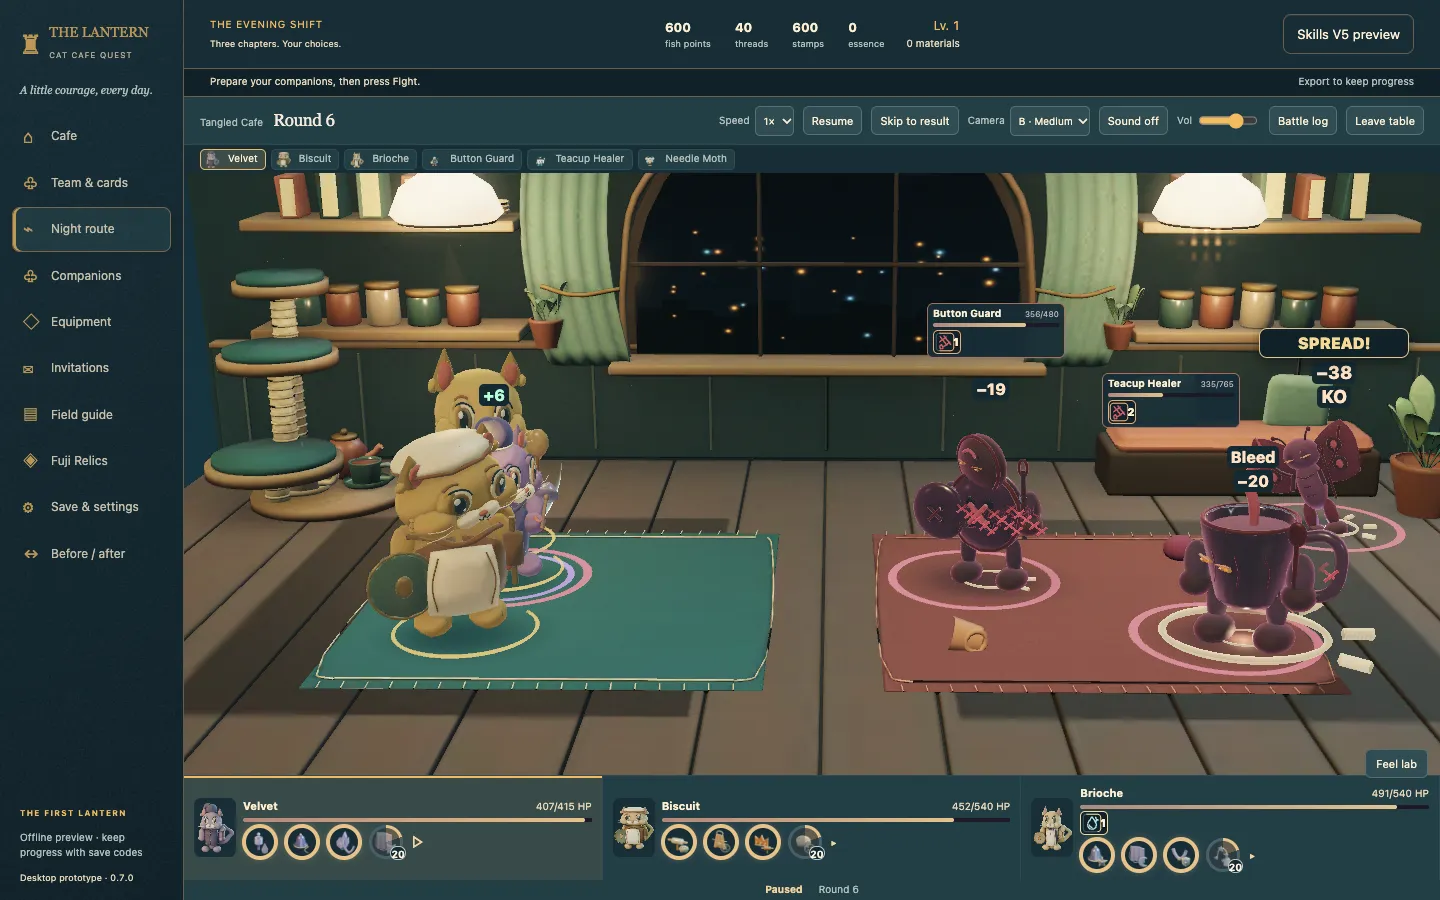 THE LANTERN
CAT CAFE QUEST
A little courage, every day.
Cafe
Team & cards
Night route
Companions
Equipment
Invitations
Field guide
Fuji Relics
Save & settings
Before / after
THE FIRST LANTERN
Offline preview · keep
progress with save codes
Desktop prototype · 0.7.0
THE EVENING SHIFT
Three chapters. Your choices.
600 fish points
40 threads
600 stamps
0 essence
Lv. 1
0 materials
Skills V5 preview
Prepare your companions, then press Fight.
Export to keep progress
Tangled Cafe Round 6
Speed 1x Resume Skip to result Camera B · Medium Sound off Vol Battle log Leave table
Velvet Biscuit Brioche Button Guard Teacup Healer Needle Moth
Button Guard 356/480
1
SPREAD!
−38
KO
Teacup Healer 335/765
2
−19
+6
Bleed
−20
Feel lab
Velvet 407/415 HP
20
Biscuit 452/540 HP
20
Brioche 491/540 HP
1
20
Paused Round 6